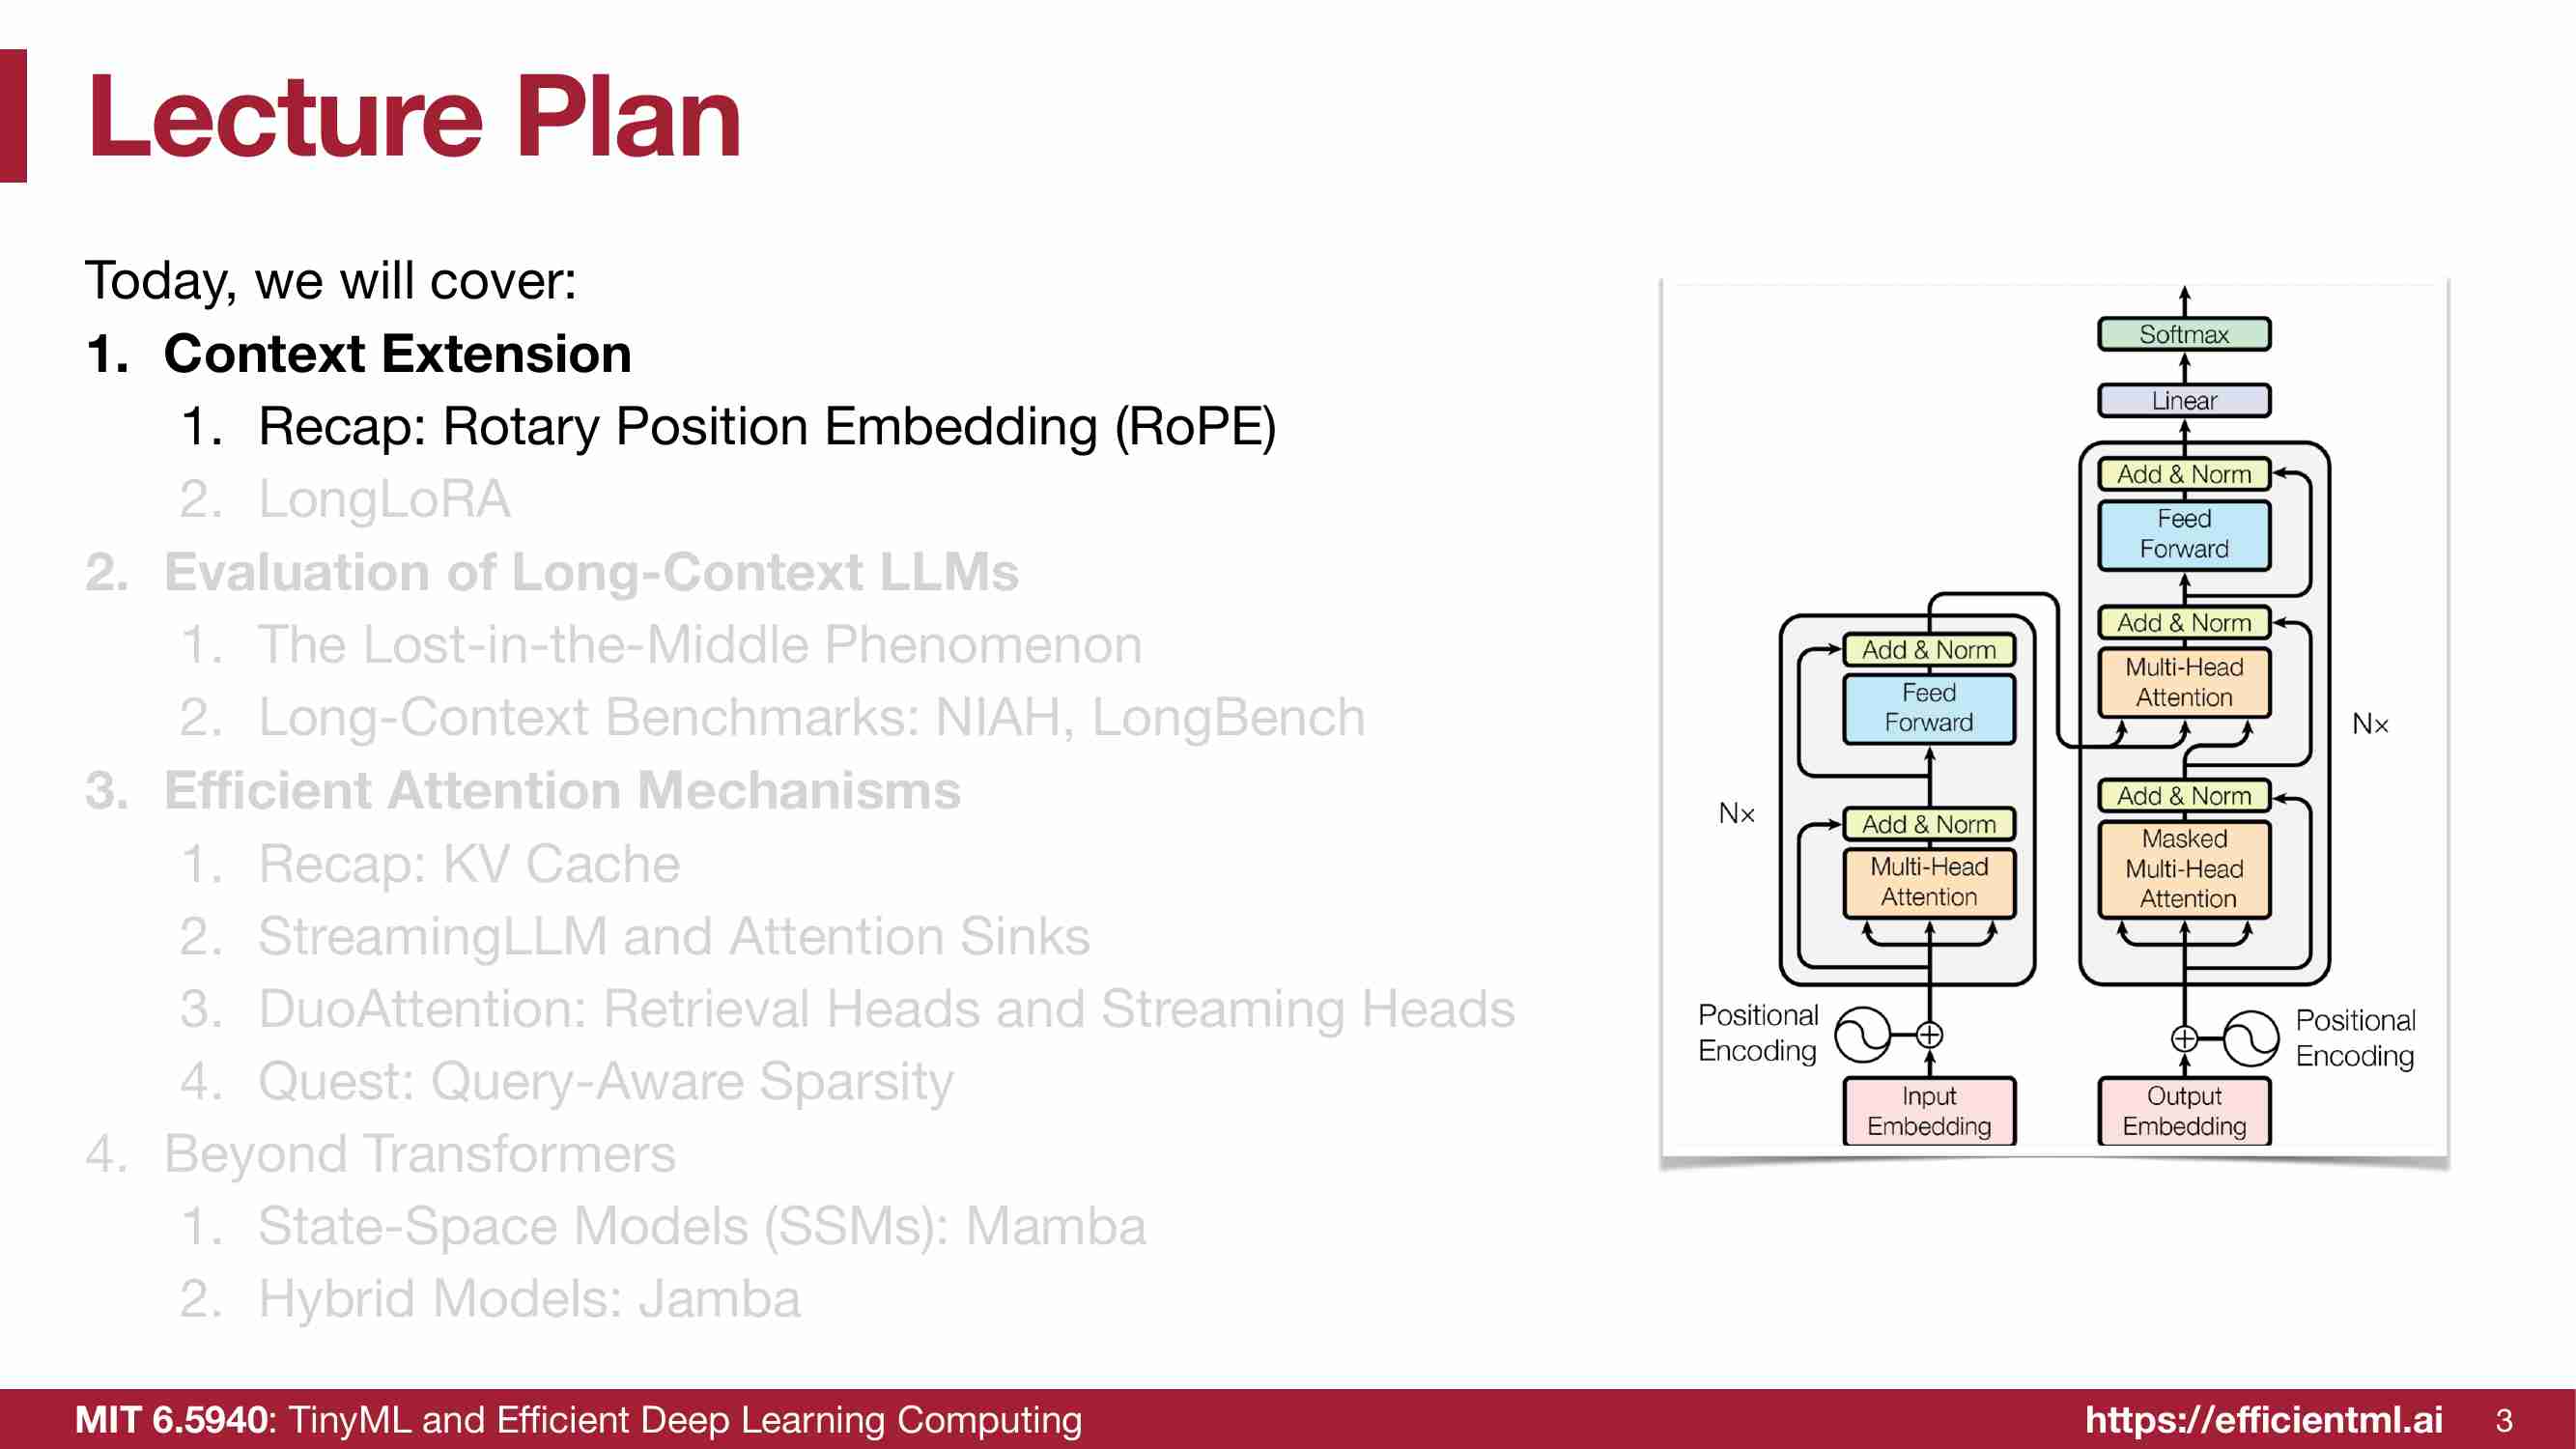 Lecture Plan
Today, we will cover:
1. Context Extension
1. Recap: Rotary Position Embedding (RoPE)
2. LongLoRA
2. Evaluation of Long-Context LLMs
1. The Lost-in-the-Middle Phenomenon
2. Long-Context Benchmarks: NIAH, LongBench
3. Efficient Attention Mechanisms
1. Recap: KV Cache
2. StreamingLLM and Attention Sinks
3. DuoAttention: Retrieval Heads and Streaming Heads
4. Quest: Query-Aware Sparsity
4. Beyond Transformers
1. State-Space Models (SSMs): Mamba
2. Hybrid Models: Jamba
Softmax
Linear
Add & Norm
Feed
Forward
Add & Norm
Multi-Head
Attention
N×
Add & Norm
Masked
Multi-Head
Attention
Add & Norm
Feed
Forward
N×
Add & Norm
Multi-Head
Attention
Positional
Encoding
Positional
Encoding
Input
Embedding
Output
Embedding
MIT 6.5940: TinyML and Efficient Deep Learning Computing
https://efficientml.ai
3